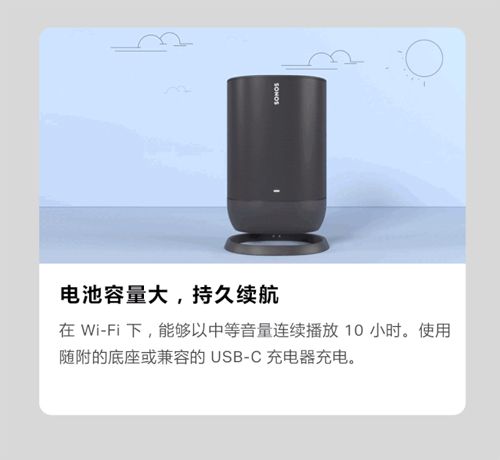 SONOS
电池容量大，持久续航
在 Wi-Fi 下，能够以中等音量连续播放 10 小时。使用
随附的底座或兼容的 USB-C 充电器充电。